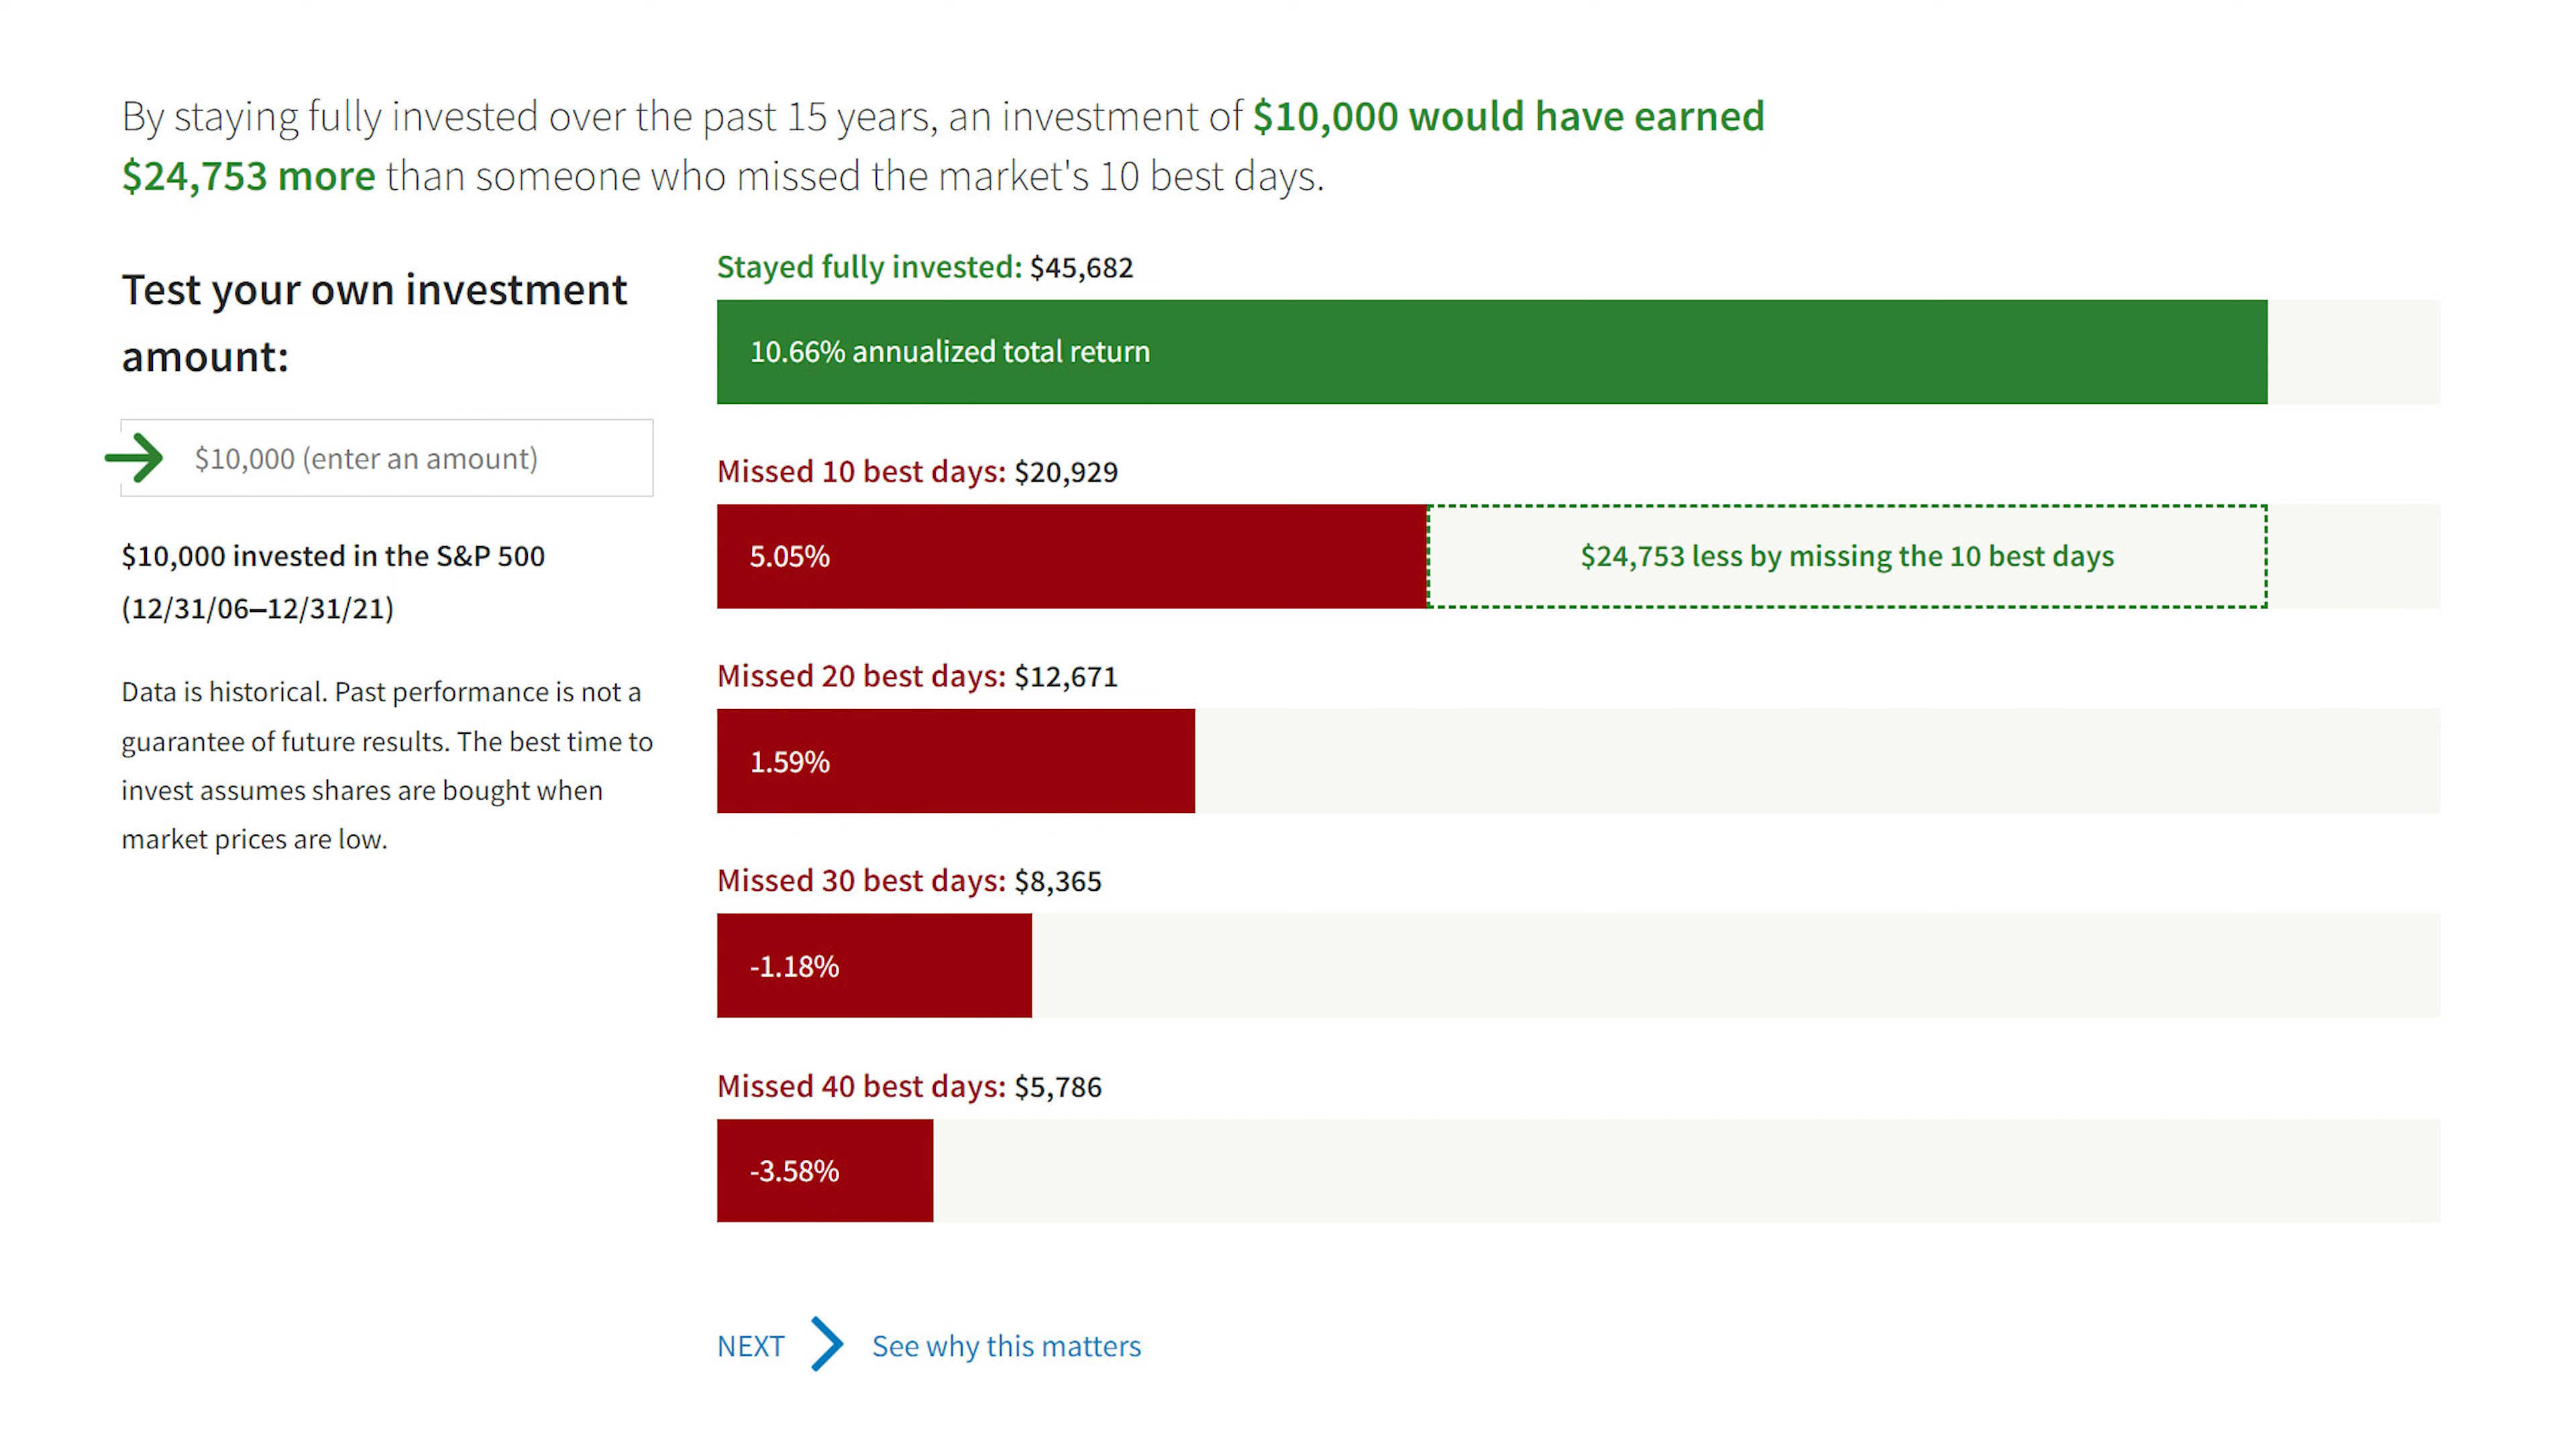 By staying fully invested over the past 15 years, an investment of $10,000 would have earned
$24,753 more than someone who missed the market's 10 best days.
Test your own investment
amount:
$10,000 (enter an amount)
$10,000 invested in the S&P 500
(12/31/06–12/31/21)
Data is historical. Past performance is not a
guarantee of future results. The best time to
invest assumes shares are bought when
market prices are low.
Stayed fully invested: $45,682
10.66% annualized total return
Missed 10 best days: $20,929
5.05%
$24,753 less by missing the 10 best days
Missed 20 best days: $12,671
1.59%
Missed 30 best days: $8,365
-1.18%
Missed 40 best days: $5,786
-3.58%
NEXT
See why this matters